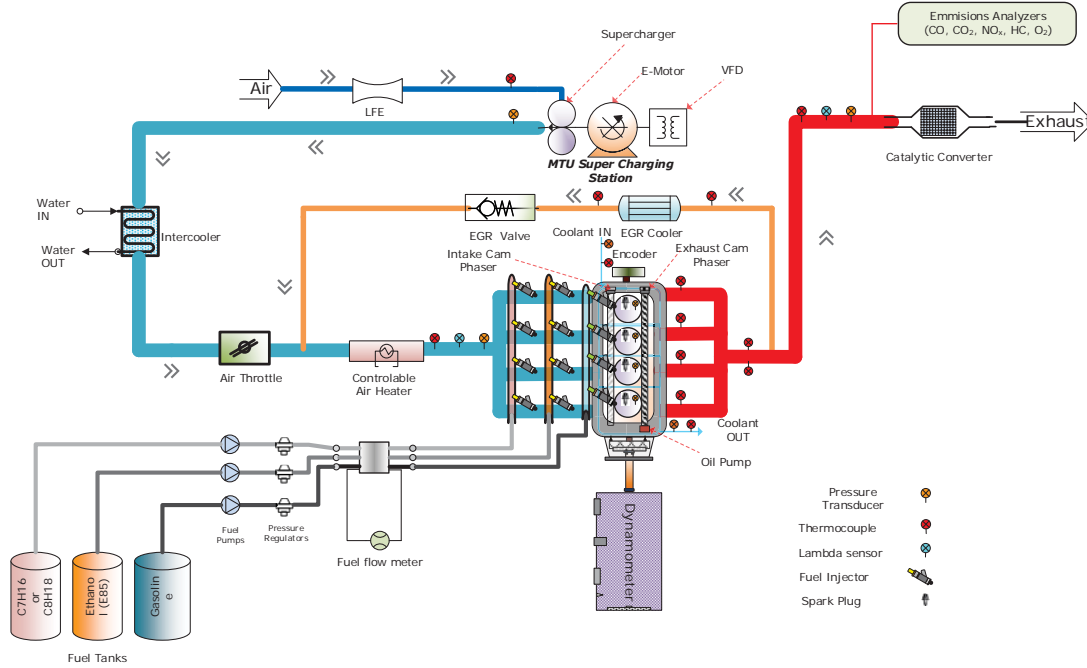 Emmisions Analyzers
(CO, CO₂, NOₓ, HC, O₂)
Supercharger
E-Motor
VFD
Air
LFE
Exhaust
Catalytic Converter
MTU Super Charging
Station
Water
IN
Water
OUT
Intercooler
EGR Valve
Coolant IN
EGR Cooler
Intake Cam
Phaser
Encoder
Exhaust Cam
Phaser
Air Throttle
Controlable
Air Heater
Coolant
OUT
Oil Pump
Fuel
Pumps
Pressure
Regulators
Fuel flow meter
Dynamometer
C7H16
or
C8H18
Ethano
l (E85)
Gasolin
e
Fuel Tanks
Pressure
Transducer
Thermocouple
Lambda sensor
Fuel Injector
Spark Plug